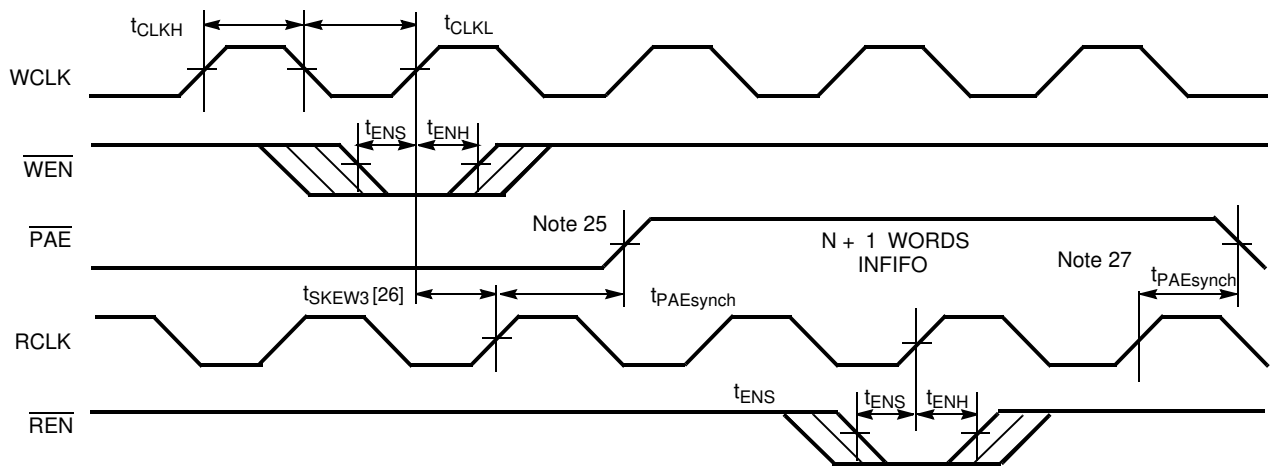 tCLKH
tCLKL
WCLK
tENS
tENH
WEN
Note 25
PAE
N + 1 WORDS
INFIFO
Note 27
tSKEW3 [26]
tPAEsynch
tPAEsynch
RCLK
tENS
tENS
tENH
REN